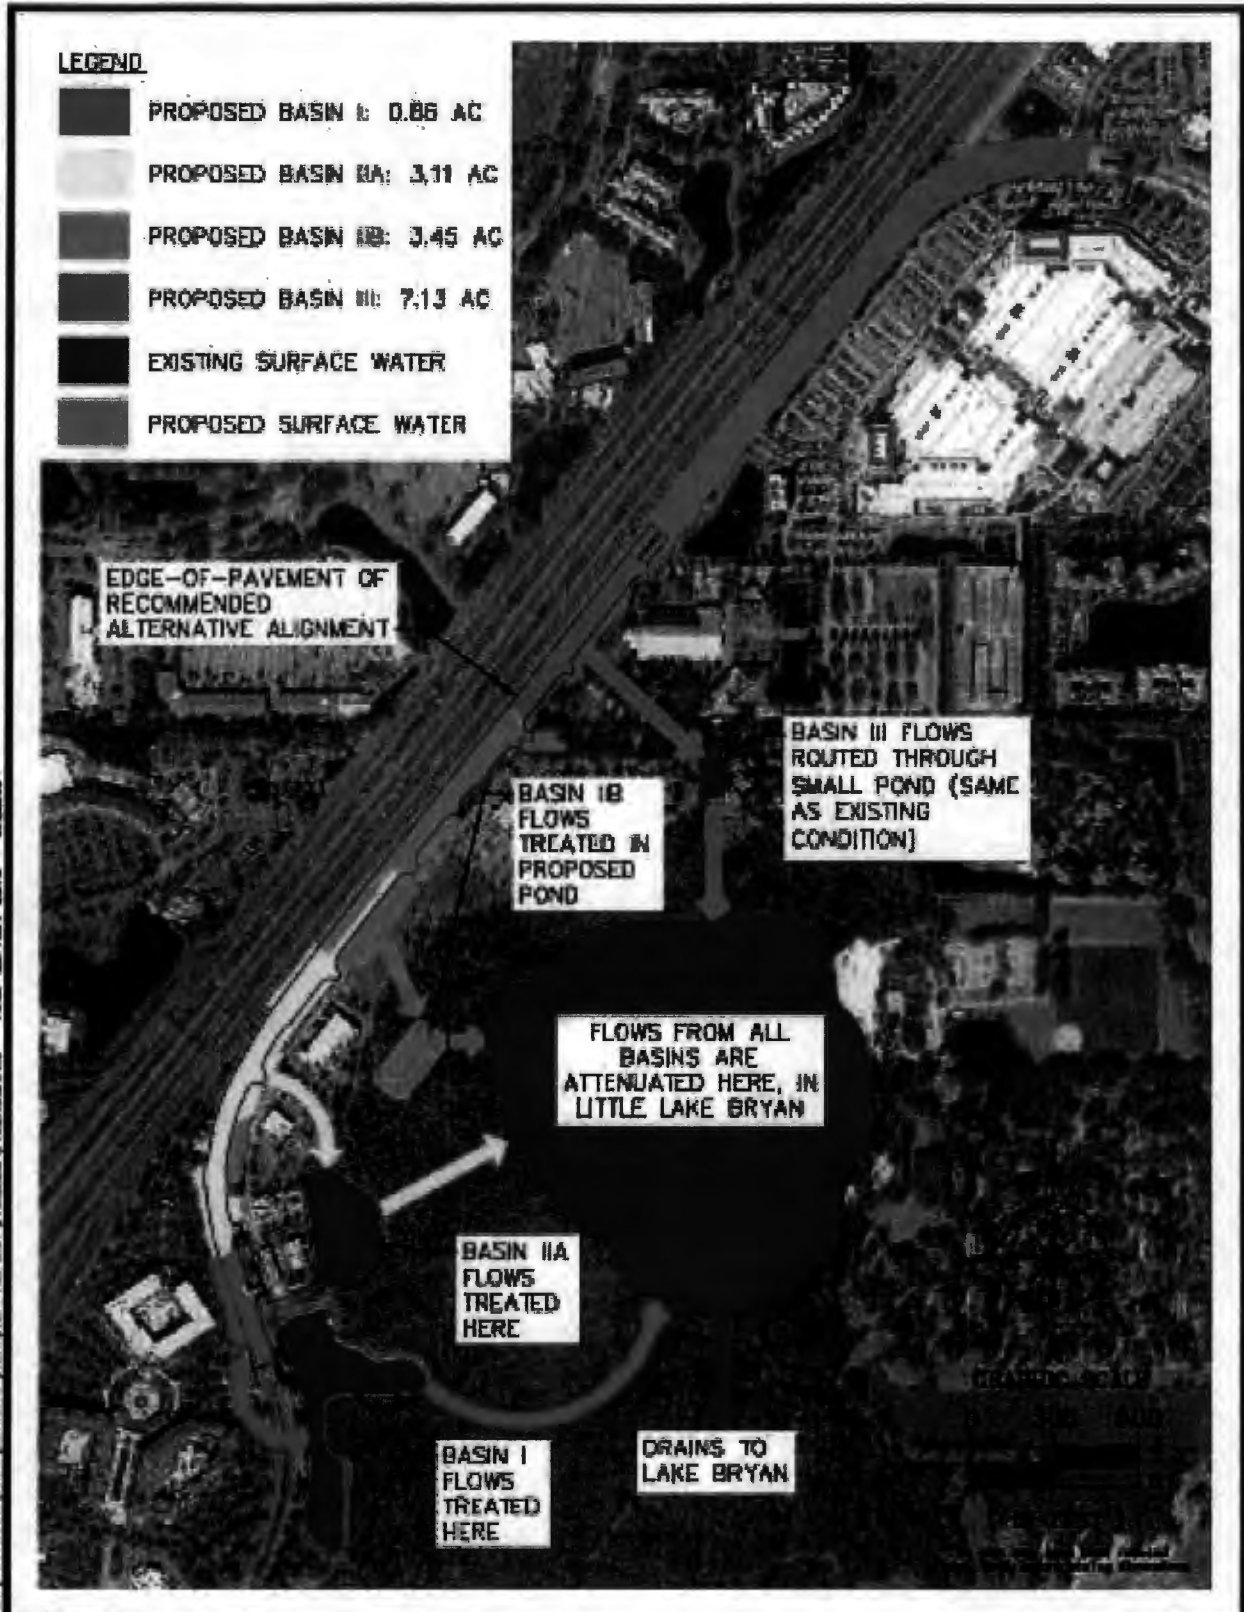 LEGEND
PROPOSED BASIN I: 0.86 AC
PROPOSED BASIN IIA: 3.11 AC
PROPOSED BASIN IIB: 3.45 AC
PROPOSED BASIN III: 7.13 AC
EXISTING SURFACE WATER
PROPOSED SURFACE WATER
EDGE-OF-PAVEMENT OF
RECOMMENDED
ALTERNATIVE ALIGNMENT
BASIN III FLOWS
ROUTED THROUGH
SMALL POND (SAME
AS EXISTING
CONDITION)
BASIN IIB
FLOWS
TREATED IN
PROPOSED
POND
FLOWS FROM ALL
BASINS ARE
ATTENUATED HERE, IN
LITTLE LAKE BRYAN
BASIN IIA
FLOWS
TREATED
HERE
GRAPHIC SCALE
BASIN I
FLOWS
TREATED
HERE
DRAINS TO
LAKE BRYAN